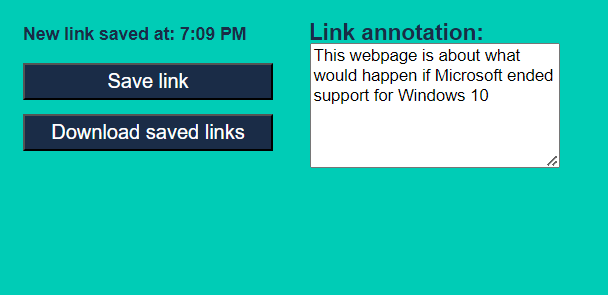 New link saved at: 7:09 PM
Save link
Download saved links
Link annotation:
This webpage is about what
would happen if Microsoft ended
support for Windows 10